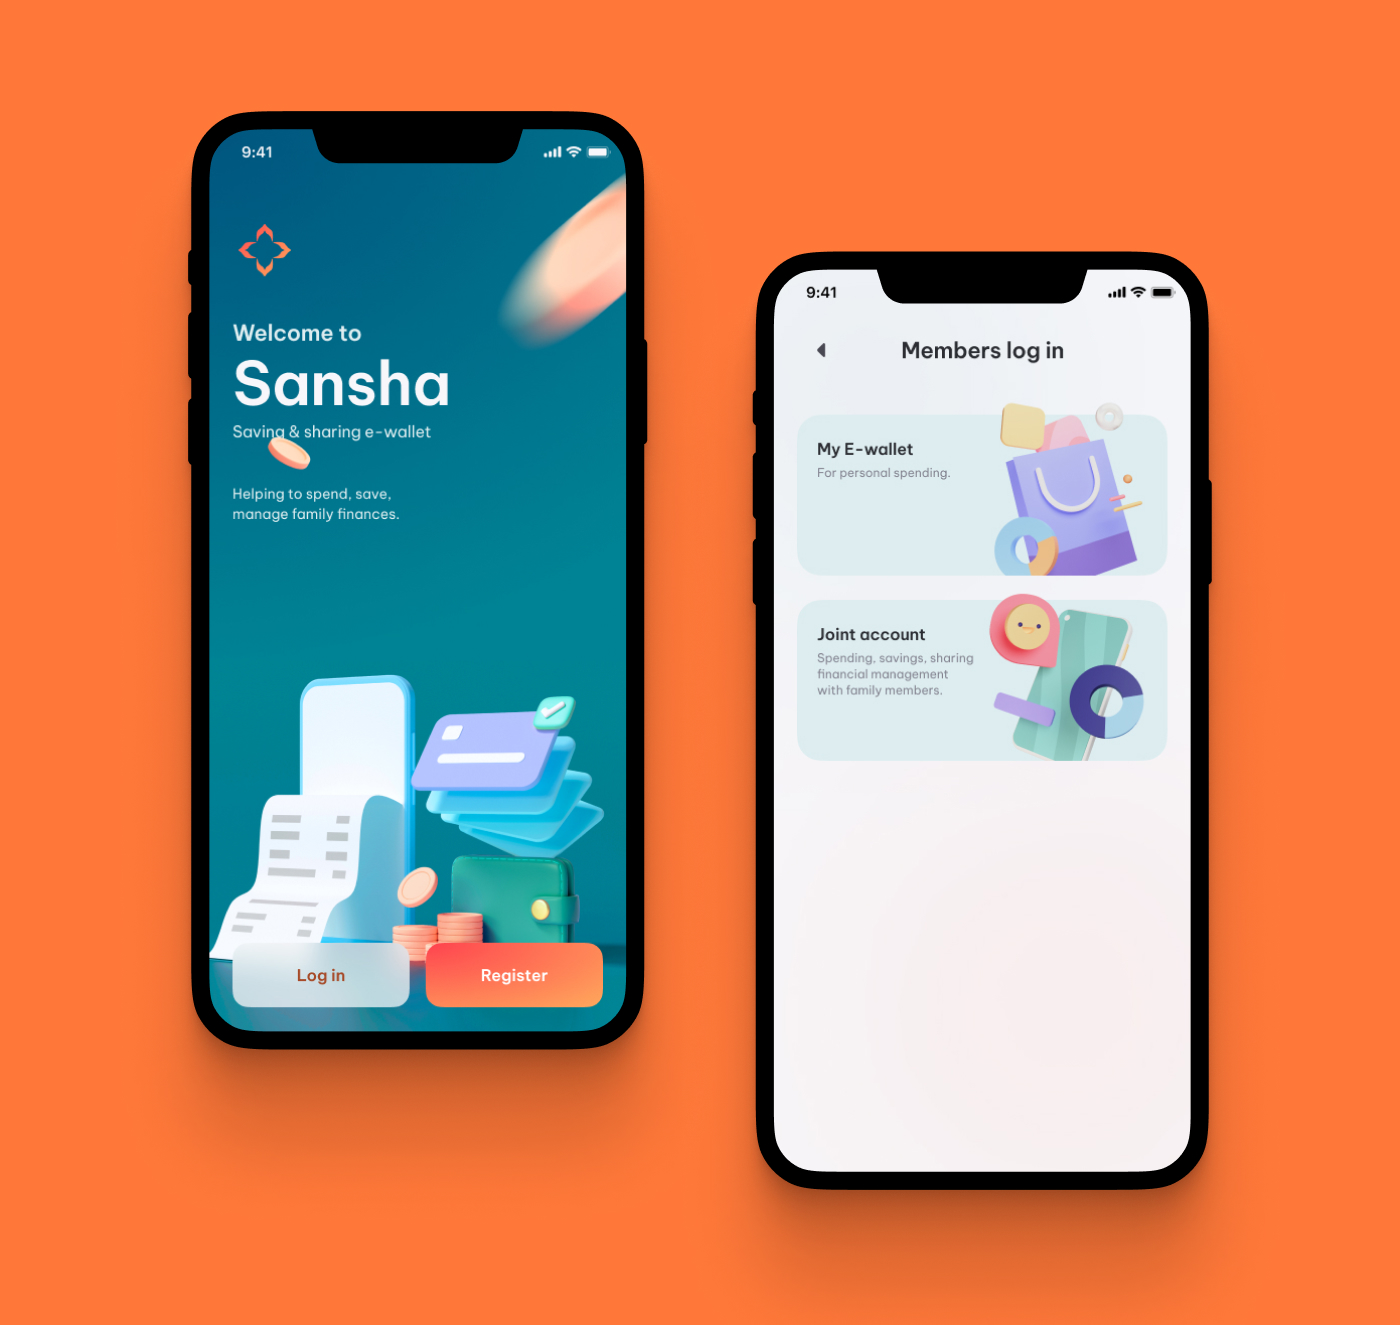 9:41
Welcome to
Sansha
Saving & sharing e-wallet
Helping to spend, save,
manage family finances.
Log in
Register
9:41
Members log in
My E-wallet
For personal spending.
Joint account
Spending, savings, sharing
financial management
with family members.